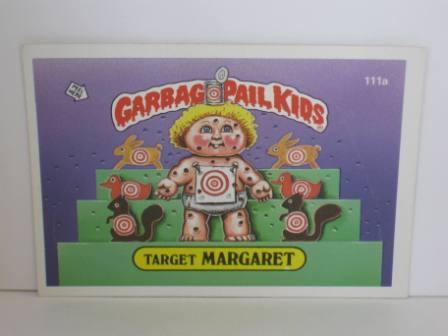 111a
GARBAGE PAIL KIDS
TARGET MARGARET